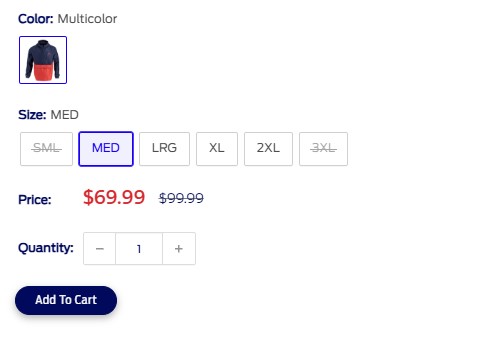 Color: Multicolor
Size: MED
SML MED LRG XL 2XL 3XL
Price: $69.99 $99.99
Quantity: − 1 +
Add To Cart